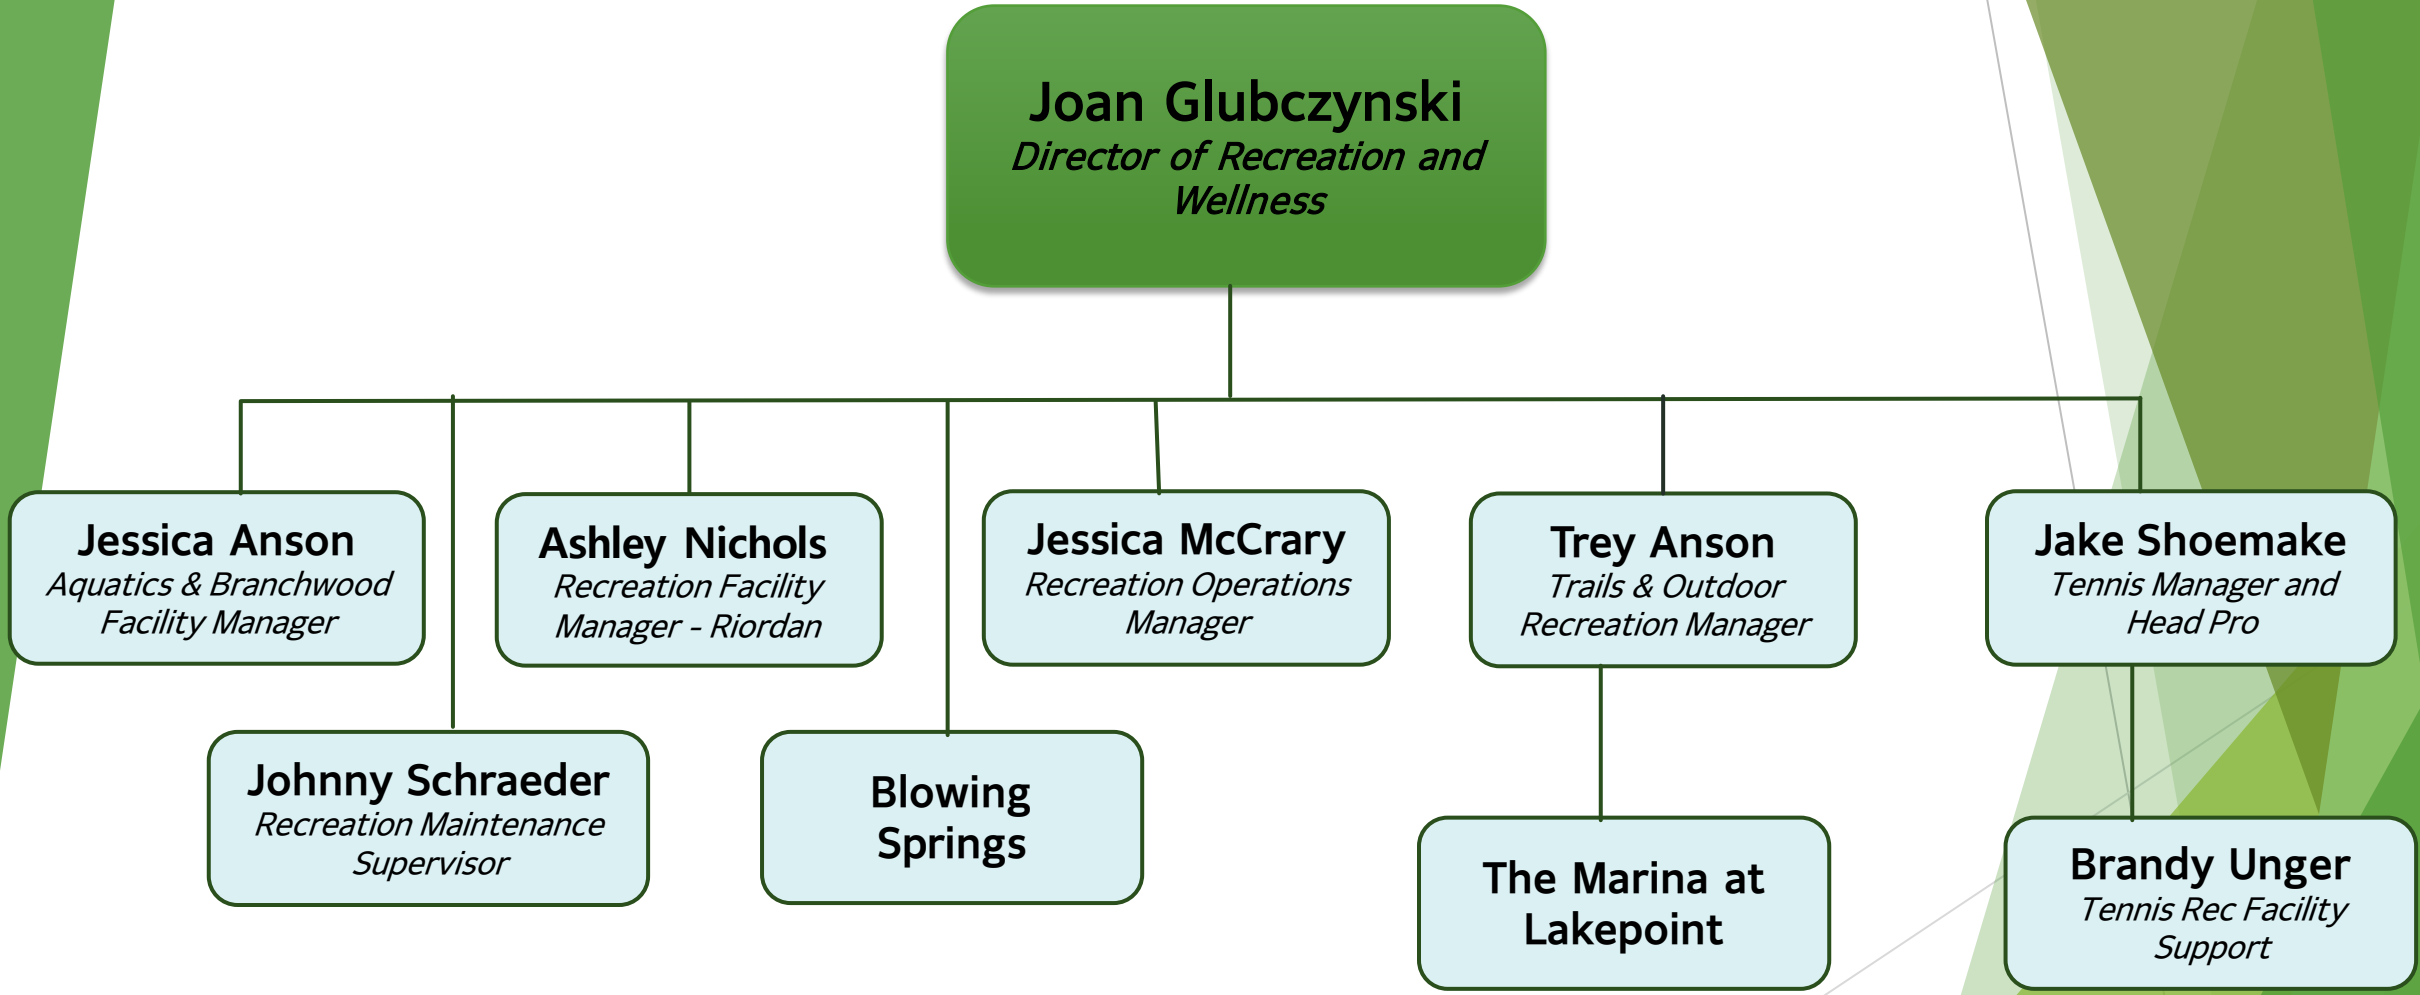 Joan Glubczynski
Director of Recreation and
Wellness
Jessica Anson
Aquatics & Branchwood
Facility Manager
Ashley Nichols
Recreation Facility
Manager - Riordan
Jessica McCrary
Recreation Operations
Manager
Trey Anson
Trails & Outdoor
Recreation Manager
Jake Shoemake
Tennis Manager and
Head Pro
Johnny Schraeder
Recreation Maintenance
Supervisor
Blowing
Springs
The Marina at
Lakepoint
Brandy Unger
Tennis Rec Facility
Support